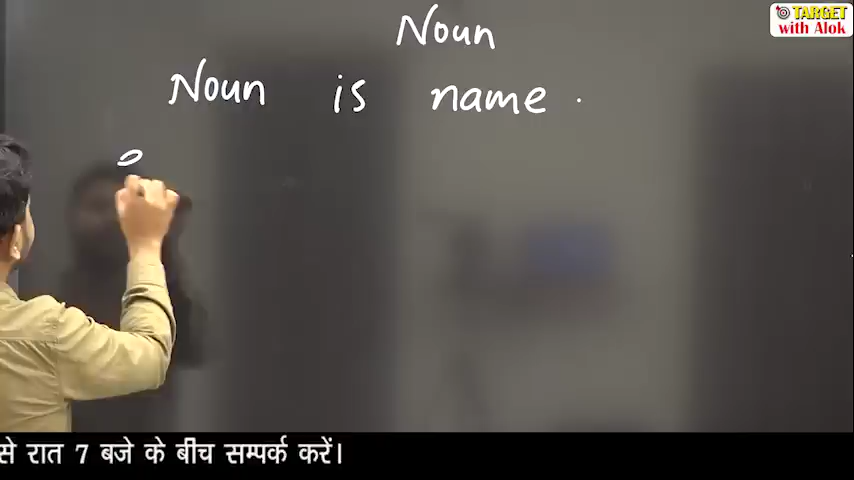 TARGET
with Alok
Noun
Noun is name .
से रात 7 बजे के बीच सम्पर्क करें।